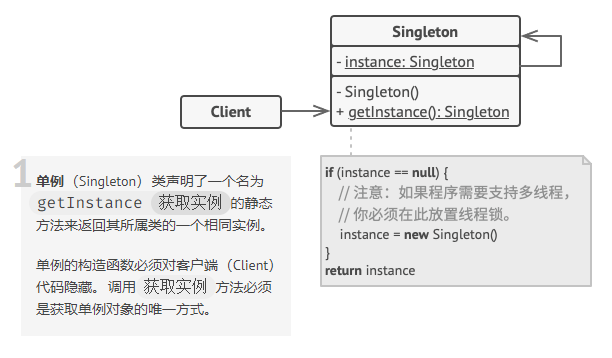 Singleton
- instance: Singleton
- Singleton()
+ getInstance(): Singleton
Client
1
单例（Singleton）类声明了一个名为
getInstance 获取实例 的静态
方法来返回其所属类的一个相同实例。
单例的构造函数必须对客户端（Client）
代码隐藏。调用 获取实例 方法必须
是获取单例对象的唯一方式。
if (instance == null) {
// 注意：如果程序需要支持多线程，
// 你必须在此放置线程锁。
instance = new Singleton()
}
return instance